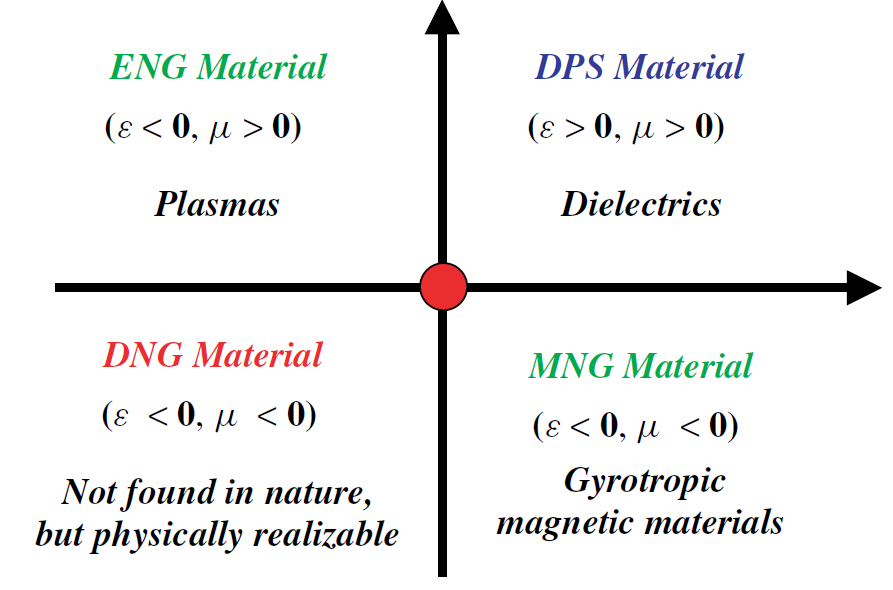 ENG Material
(ε < 0, μ > 0)
Plasmas
DPS Material
(ε > 0, μ > 0)
Dielectrics
DNG Material
(ε < 0, μ < 0)
Not found in nature,
but physically realizable
MNG Material
(ε < 0, μ < 0)
Gyrotropic
magnetic materials